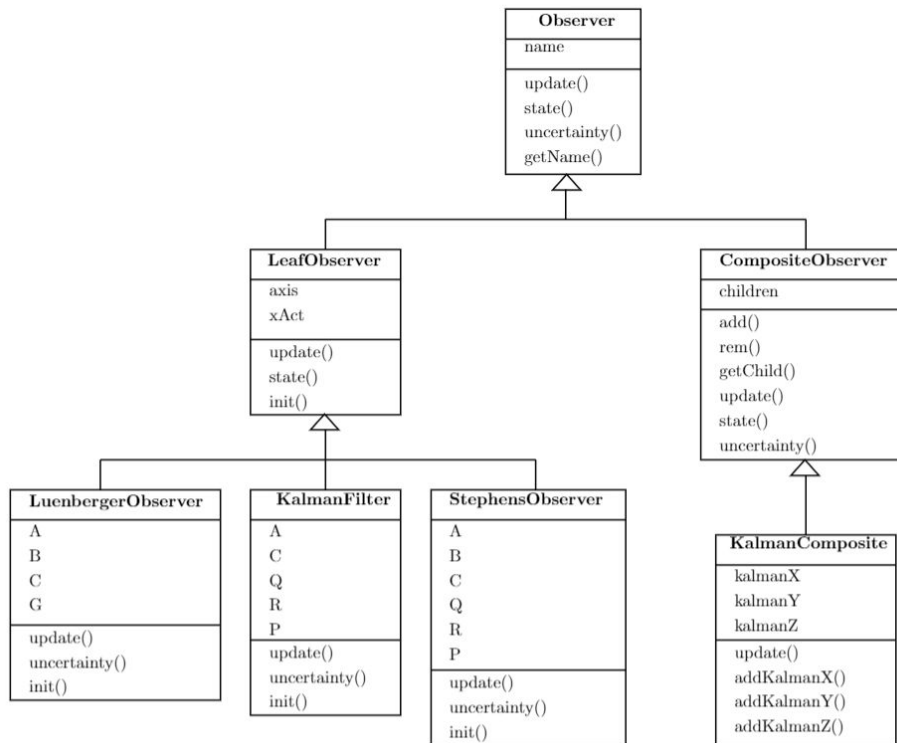 Observer
name
update()
state()
uncertainty()
getName()
LeafObserver
axis
xAct
update()
state()
init()
CompositeObserver
children
add()
rem()
getChild()
update()
state()
uncertainty()
LuenbergerObserver
A
B
C
G
update()
uncertainty()
init()
KalmanFilter
A
C
Q
R
P
update()
uncertainty()
init()
StephensObserver
A
B
C
Q
R
P
update()
uncertainty()
init()
KalmanComposite
kalmanX
kalmanY
kalmanZ
update()
addKalmanX()
addKalmanY()
addKalmanZ()